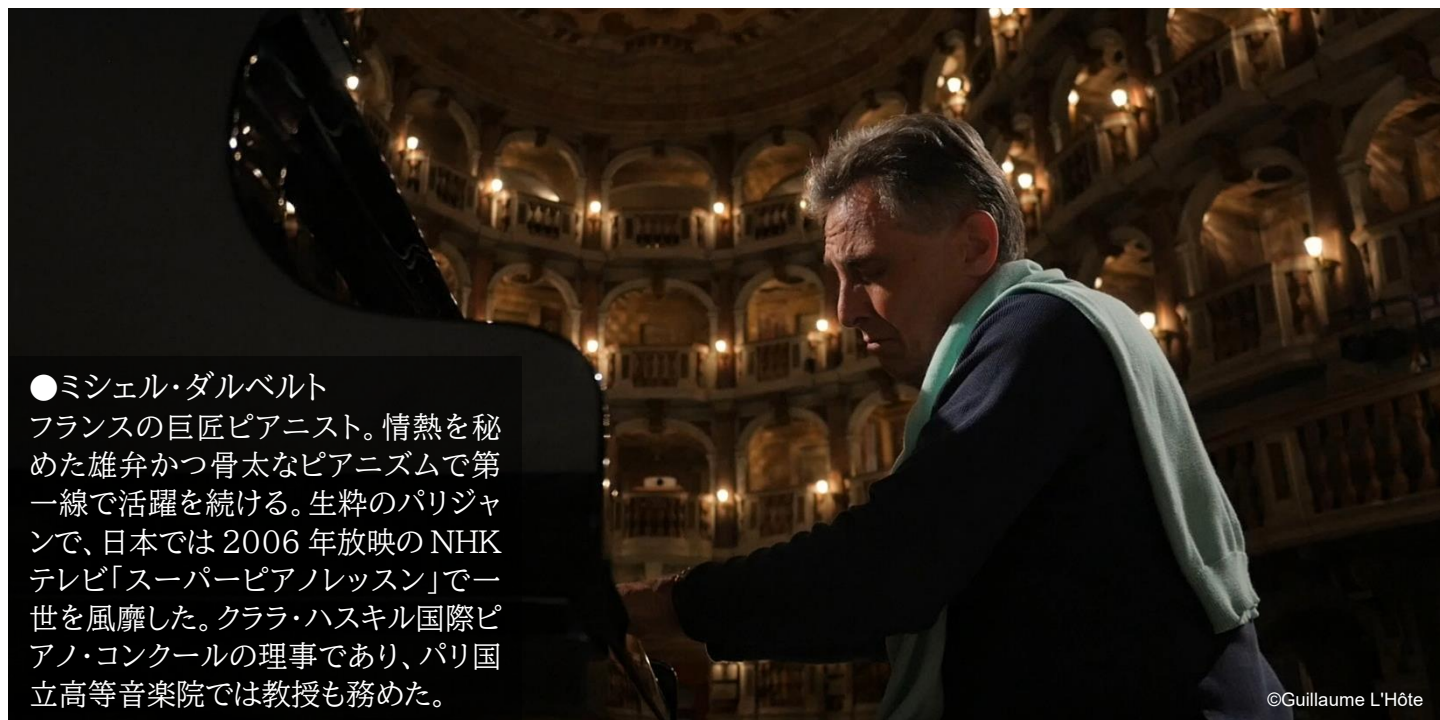 ●ミシェル・ダルベルト
フランスの巨匠ピアニスト。情熱を秘
めた雄弁かつ骨太なピアニズムで第
一線で活躍を続ける。生粋のパリジャ
ンで、日本では 2006 年放映の NHK
テレビ「スーパーピアノレッスン」で一
世を風靡した。クララ・ハスキル国際ピ
アノ・コンクールの理事であり、パリ国
立高等音楽院では教授も務めた。
©Guillaume L'Hôte